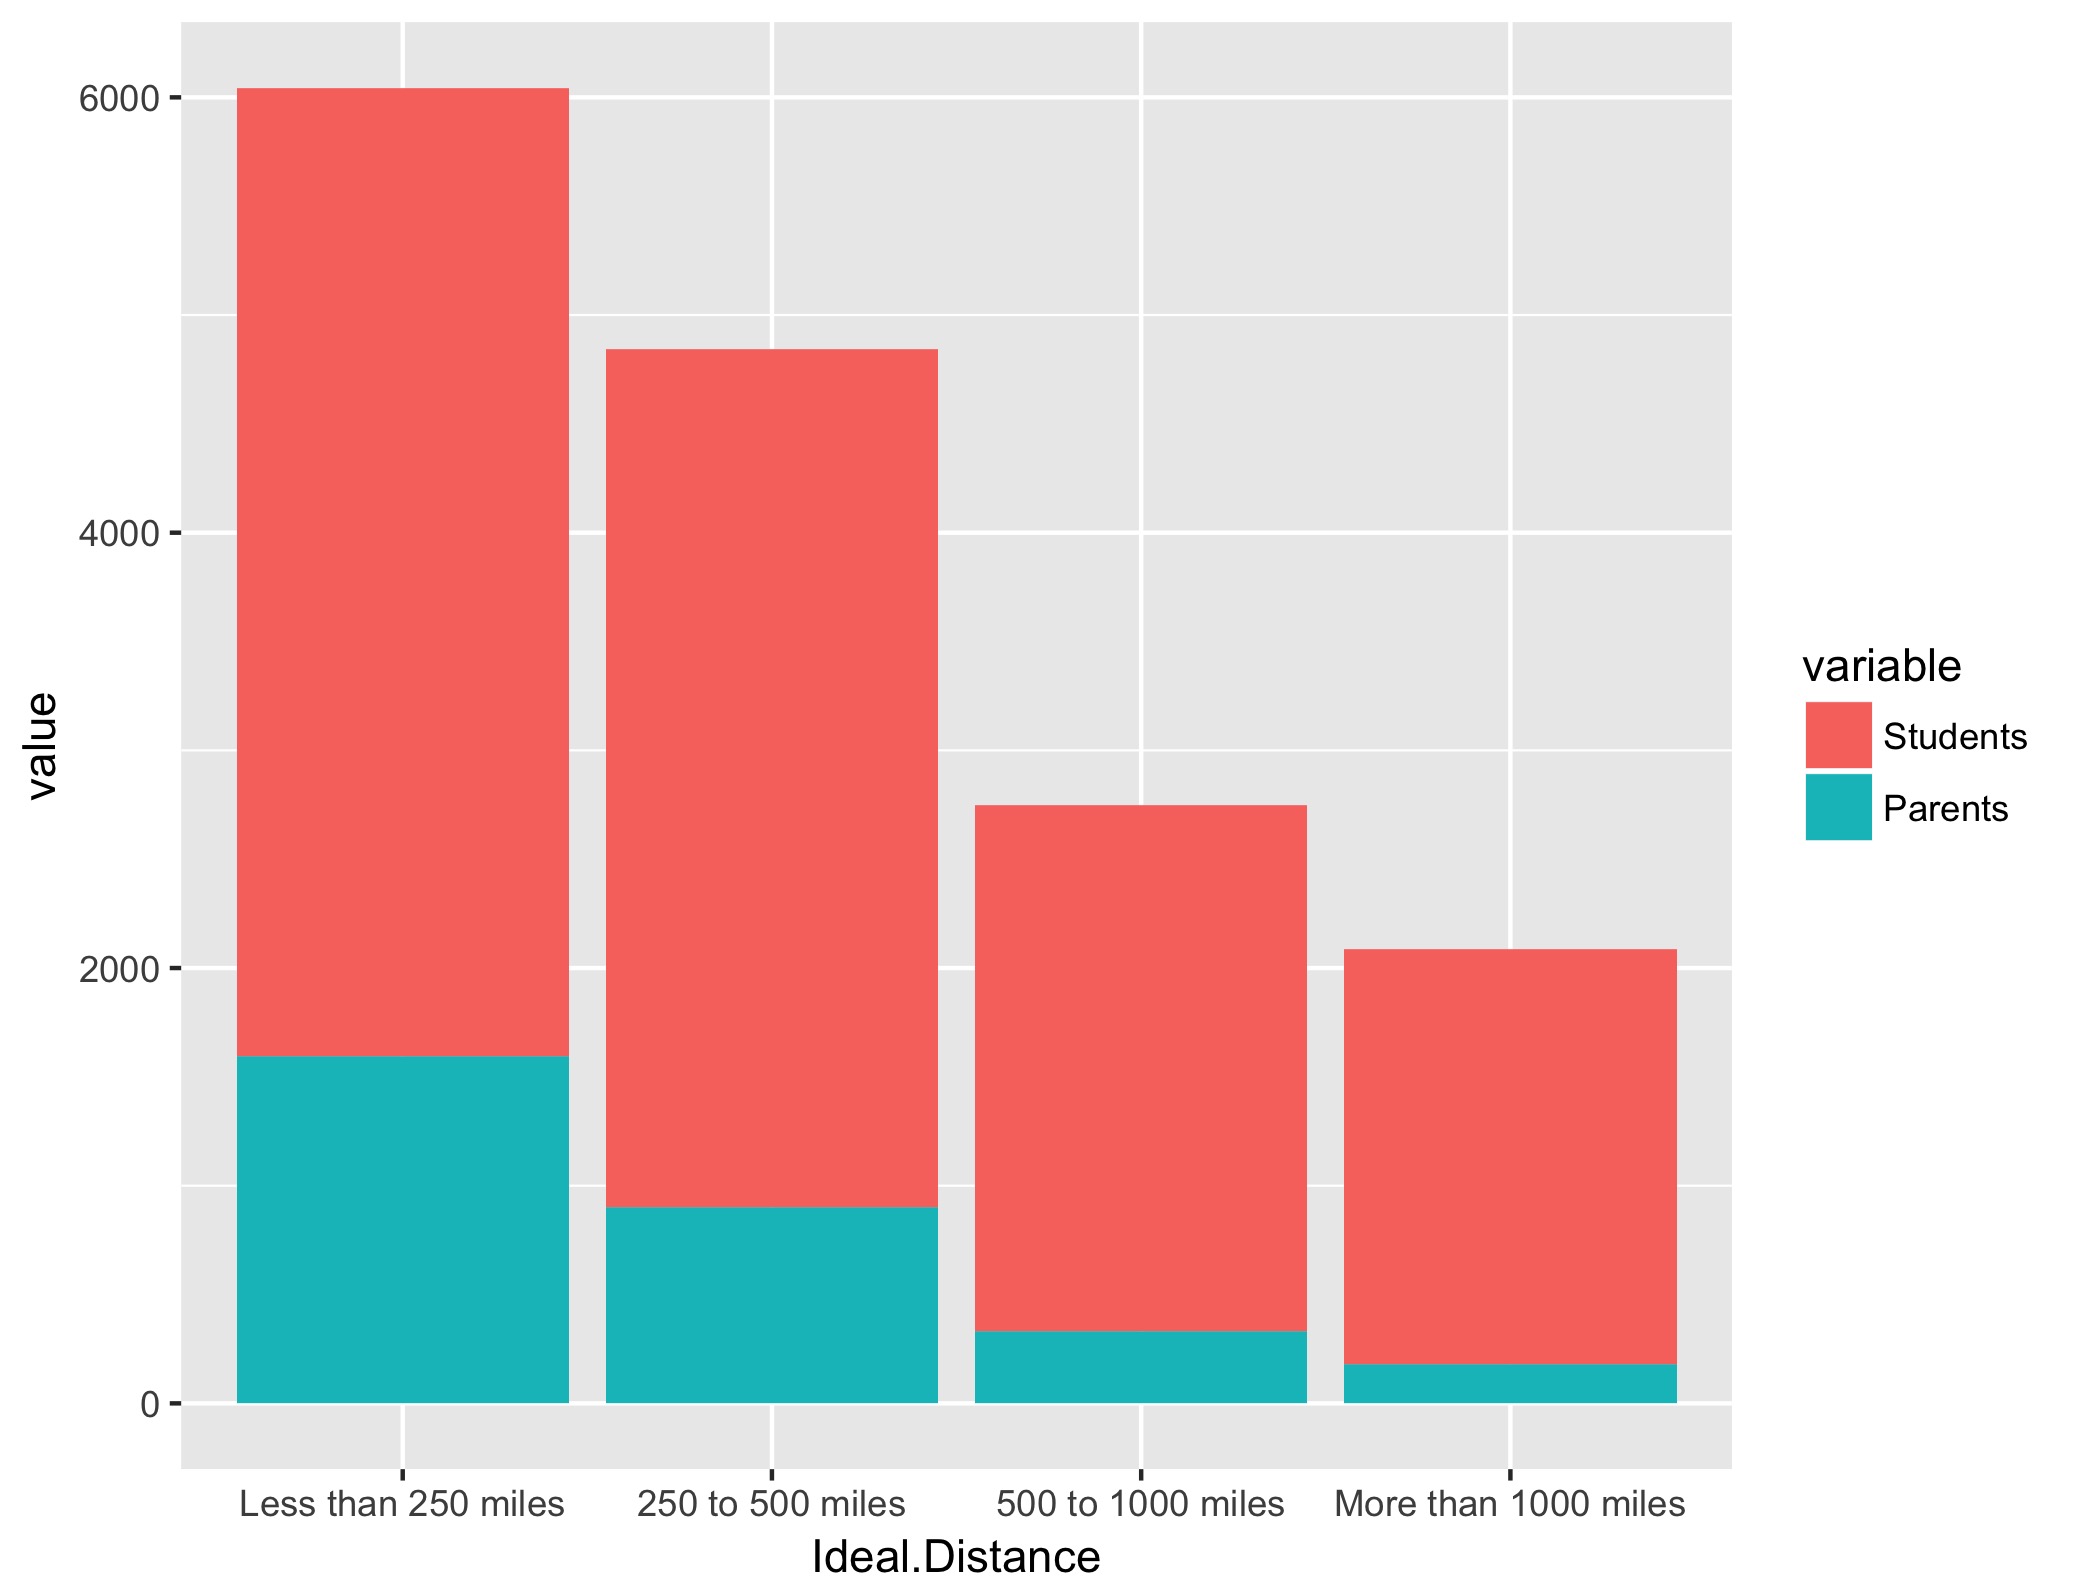 6000
4000
2000
0
value
Less than 250 miles
250 to 500 miles
500 to 1000 miles
More than 1000 miles
Ideal.Distance
variable
Students
Parents